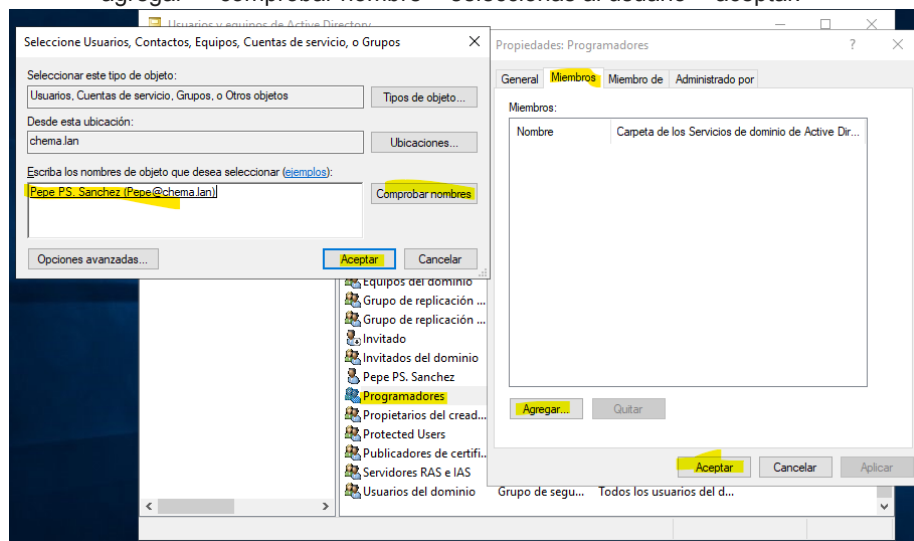 agregar comprobar nombre seleccionas al usuario aceptar.
Usuarios y equipos de Active Directory
Seleccione Usuarios, Contactos, Equipos, Cuentas de servicio, o Grupos
Seleccionar este tipo de objeto:
Usuarios, Cuentas de servicio, Grupos, o Otros objetos
Tipos de objeto...
Desde esta ubicación:
chema.lan
Ubicaciones...
Escriba los nombres de objeto que desea seleccionar (ejemplos):
Pepe PS. Sanchez (Pepe@chema.lan)
Comprobar nombres
Opciones avanzadas...
Aceptar
Cancelar
Propiedades: Programadores
?
General
Miembros
Miembro de
Administrado por
Miembros:
Nombre
Carpeta de los Servicios de dominio de Active Dir...
Agregar...
Quitar
Aceptar
Cancelar
Aplicar
Equipos del dominio
Grupo de replicación ...
Grupo de replicación ...
Invitado
Invitados del dominio
Pepe PS. Sanchez
Programadores
Propietarios del cread...
Protected Users
Publicadores de certifi...
Servidores RAS e IAS
Usuarios del dominio Grupo de segu... Todos los usuarios del d...